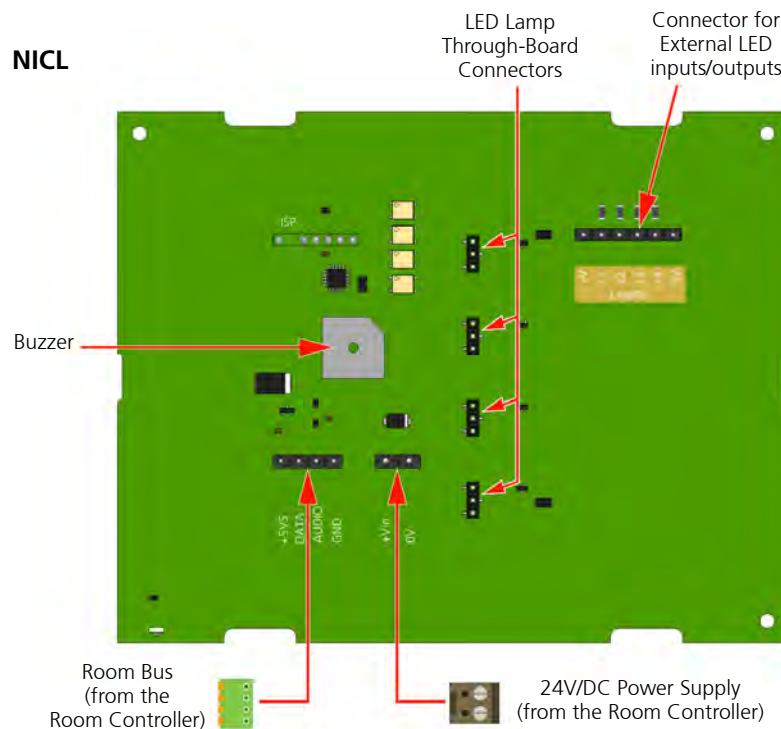 LED Lamp
Through-Board
Connectors
Connector for
External LED
inputs/outputs
NICL
ISP
Buzzer
+5VS
DATA
AUDIO
GND
+Vin
0V
Room Bus
(from the
Room Controller)
24V/DC Power Supply
(from the Room Controller)